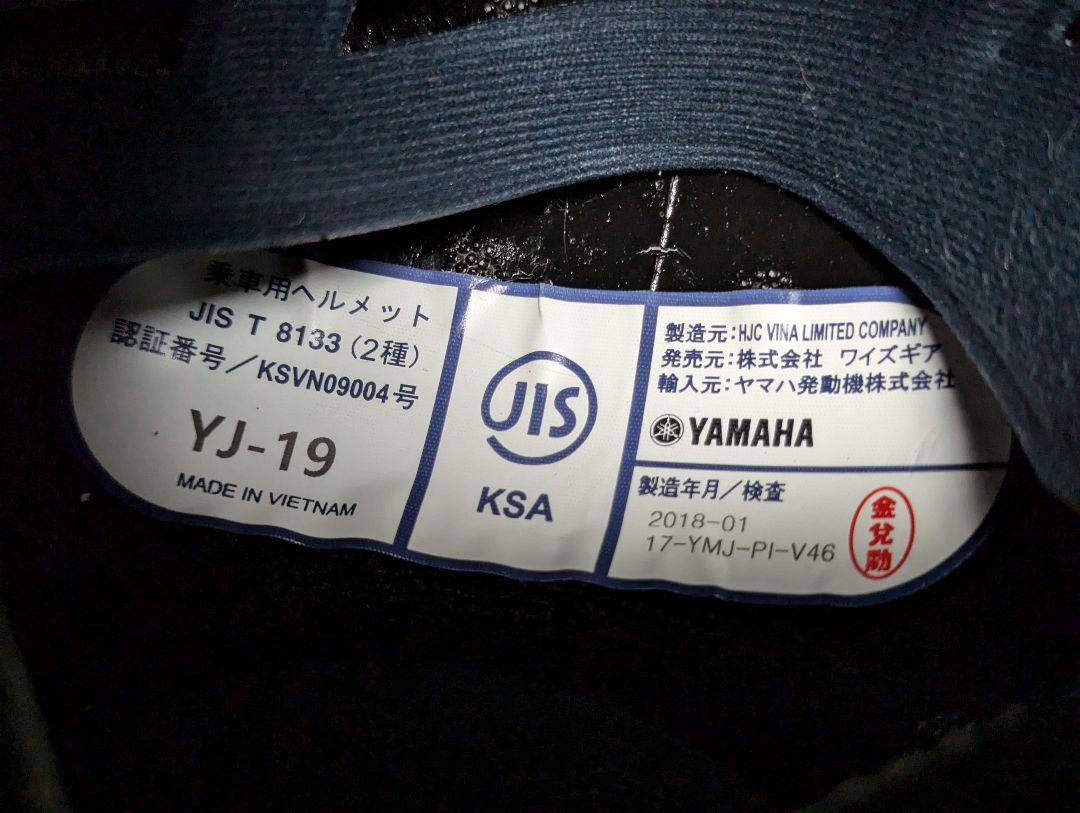 乗車用ヘルメット
JIS T 8133 (2種)
認証番号／KSVN09004号
YJ-19
MADE IN VIETNAM
JIS
KSA
製造元：HJC VINA LIMITED COMPANY
発売元：株式会社 ワイズギア
輸入元：ヤマハ発動機株式会社
YAMAHA
製造年月／検査
2018-01
17-YMJ-PI-V46